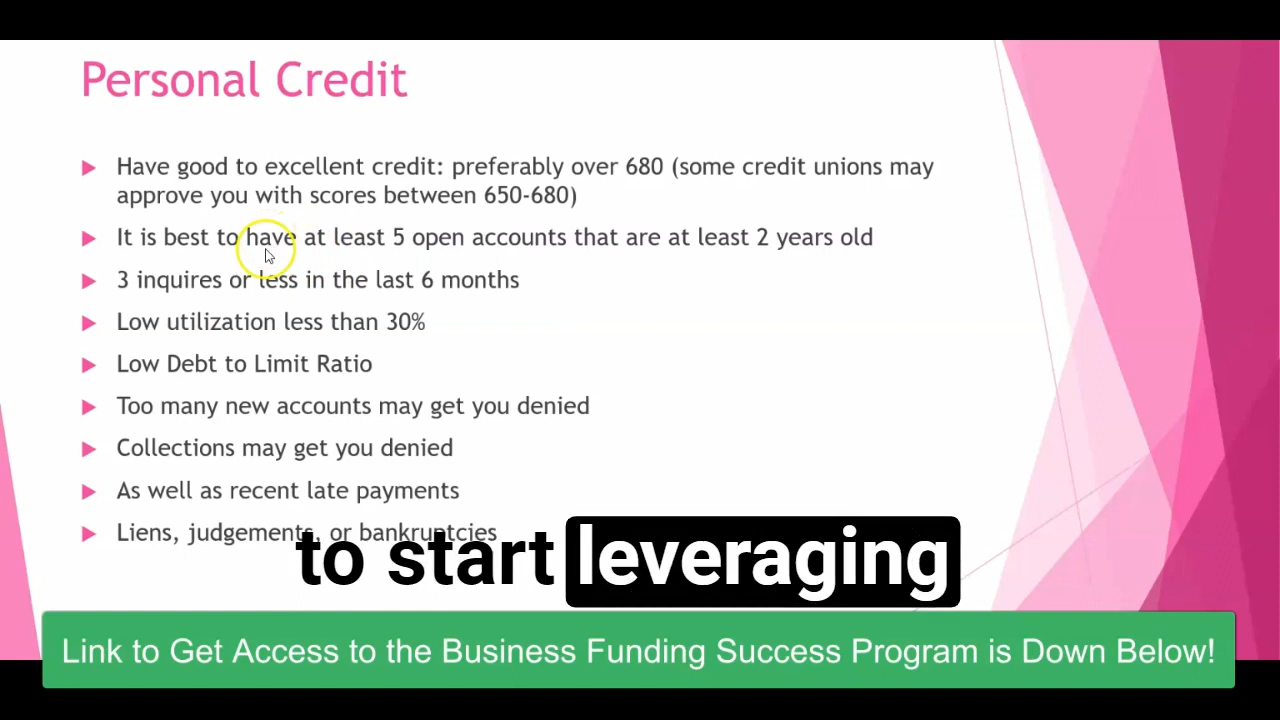 Personal Credit
Have good to excellent credit: preferably over 680 (some credit unions may
approve you with scores between 650-680)
It is best to have at least 5 open accounts that are at least 2 years old
3 inquires or less in the last 6 months
Low utilization less than 30%
Low Debt to Limit Ratio
Too many new accounts may get you denied
Collections may get you denied
As well as recent late payments
Liens, judgements, or bankruptcies
to start leveraging
Link to Get Access to the Business Funding Success Program is Down Below!